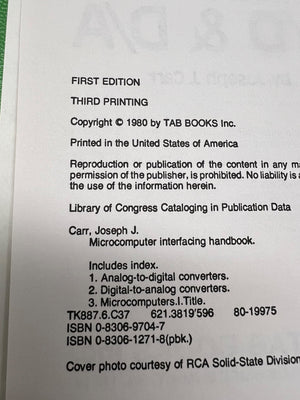 FIRST EDITION
THIRD PRINTING
Copyright © 1980 by TAB BOOKS Inc.
Printed in the United States of America
Reproduction or publication of the content in any
permission of the publisher, is prohibited. No liability is
the use of the information herein.
Library of Congress Cataloging in Publication Data
Carr, Joseph J.
Microcomputer interfacing handbook.
Includes index.
1. Analog-to-digital converters.
2. Digital-to-analog converters.
3. Microcomputers.I.Title.
TK887.6.C37 621.3819'596 80-19975
ISBN 0-8306-9704-7
ISBN 0-8306-1271-8(pbk.)
Cover photo courtesy of RCA Solid-State Division